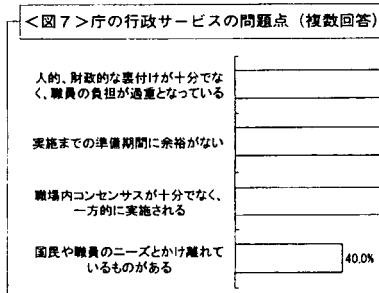 ＜図７＞庁の行政サービスの問題点（複数回答）
人的、財政的な裏付けが十分でな
く、職員の負担が過重となっている
実施までの準備期間に余裕がない
職場内コンセンサスが十分でなく、
一方的に実施される
国民や職員のニーズとかけ離れて
いるものがある
40.0%